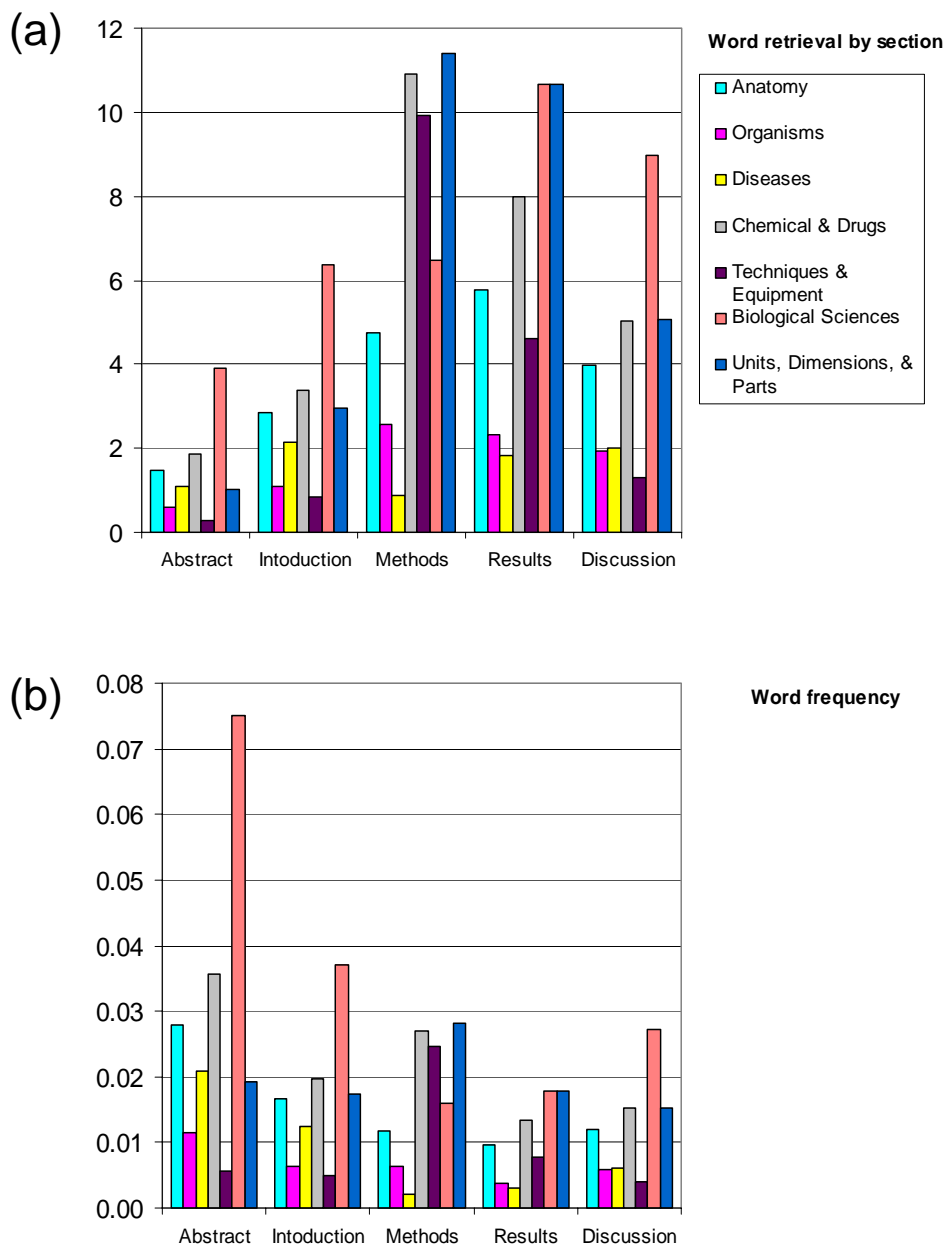 (a)
Word retrieval by section
12
10
8
6
4
2
0
Abstract Intoduction Methods Results Discussion
Anatomy
Organisms
Diseases
Chemical & Drugs
Techniques &
Equipment
Biological Sciences
Units, Dimensions, &
Parts
(b)
Word frequency
0.08
0.07
0.06
0.05
0.04
0.03
0.02
0.01
0.00
Abstract Intoduction Methods Results Discussion